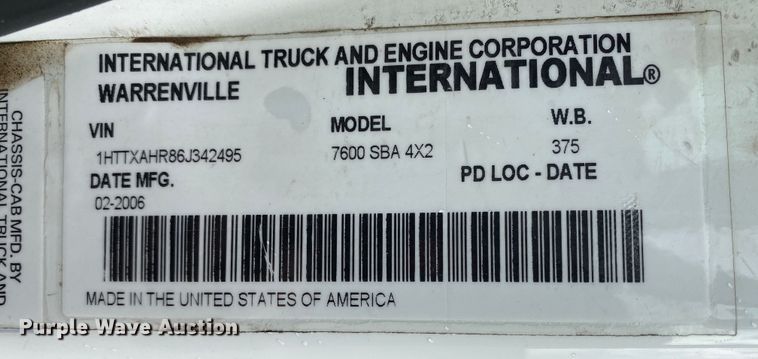 INTERNATIONAL TRUCK AND ENGINE CORPORATION
WARRENVILLE INTERNATIONAL®
VIN MODEL W.B.
1HTTXAHR86J342495 7600 SBA 4X2 375
DATE MFG. PD LOC - DATE
02-2006
MADE IN THE UNITED STATES OF AMERICA
CHASSIS-CAB MFD. BY
INTERNATIONAL TRUCK AND
Purple Wave Auction